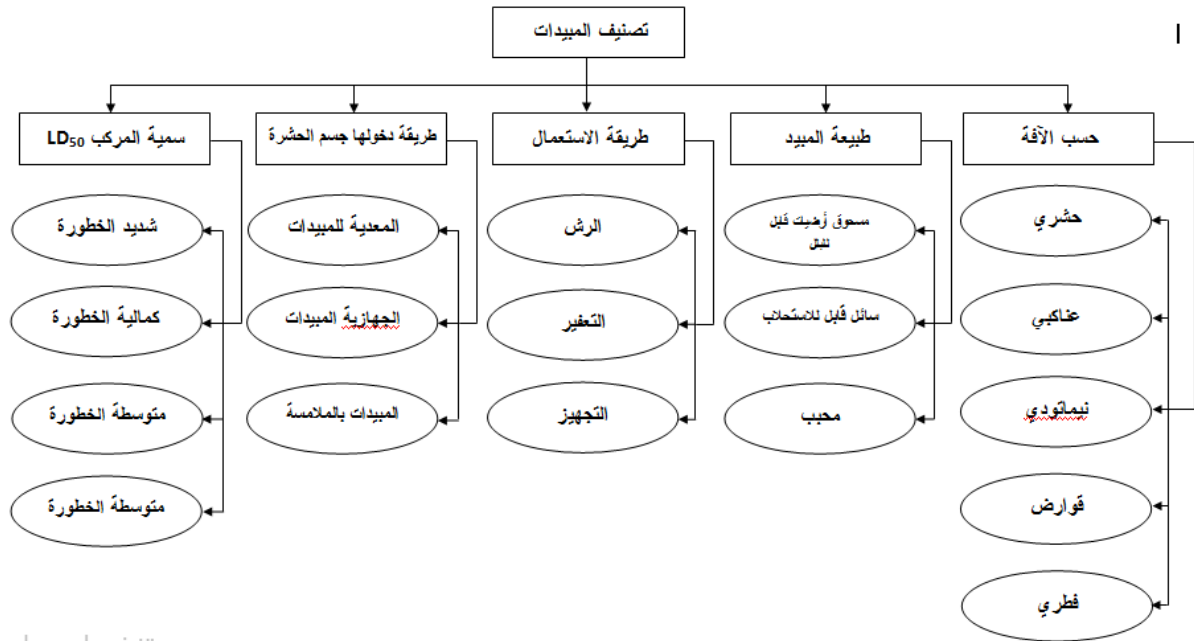 تصنيف المبيدات
ا
حسب الآفة
طبيعة المبيد
طريقة الاستعمال
طريقة دخولها جسم الحشرة
سمية المركب LD₅₀
حشري
عناكبي
نيماتودي
قوارض
فطري
قابل
سائل قابل للاستحلاب
محبب
الرش
التعفير
التجهيز
المعدية للمبيدات
الجهازية المبيدات
المبيدات بالملامسة
شديد الخطورة
كمالية الخطورة
متوسطة الخطورة
متوسطة الخطورة